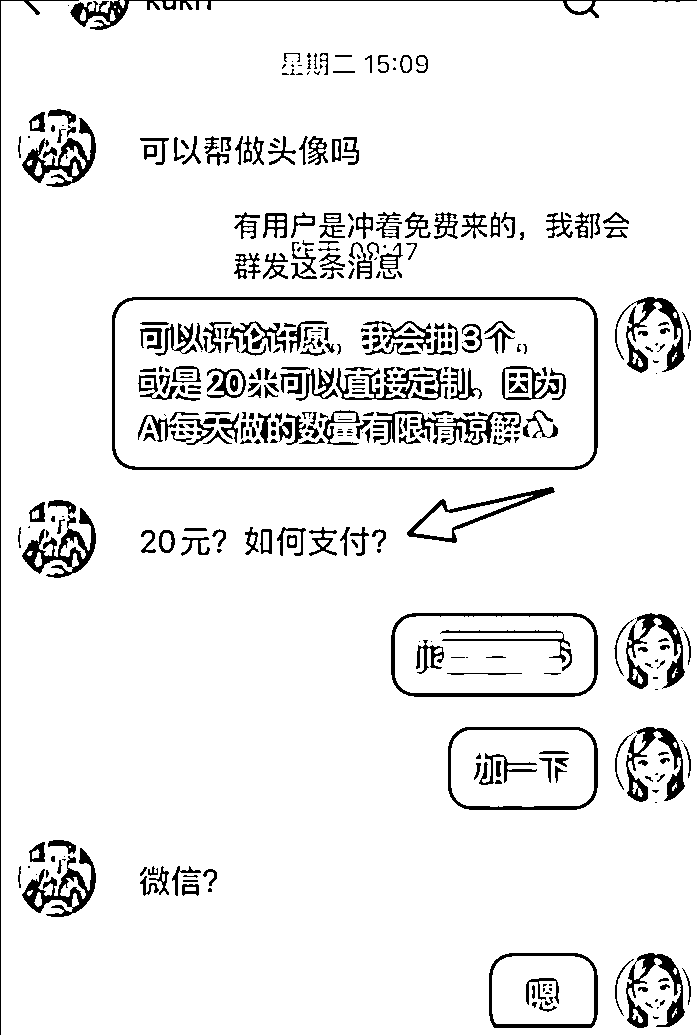 星期二 15:09
可以帮做头像吗
有用户是冲着免费来的，我都会
群发这条消息
昨天 09:47
可以评论许愿，我会抽3个。
或是20米可以直接定制。因为
Ai每天做的数量有限请谅解
20元？如何支付？
加一下
微信？
嗯